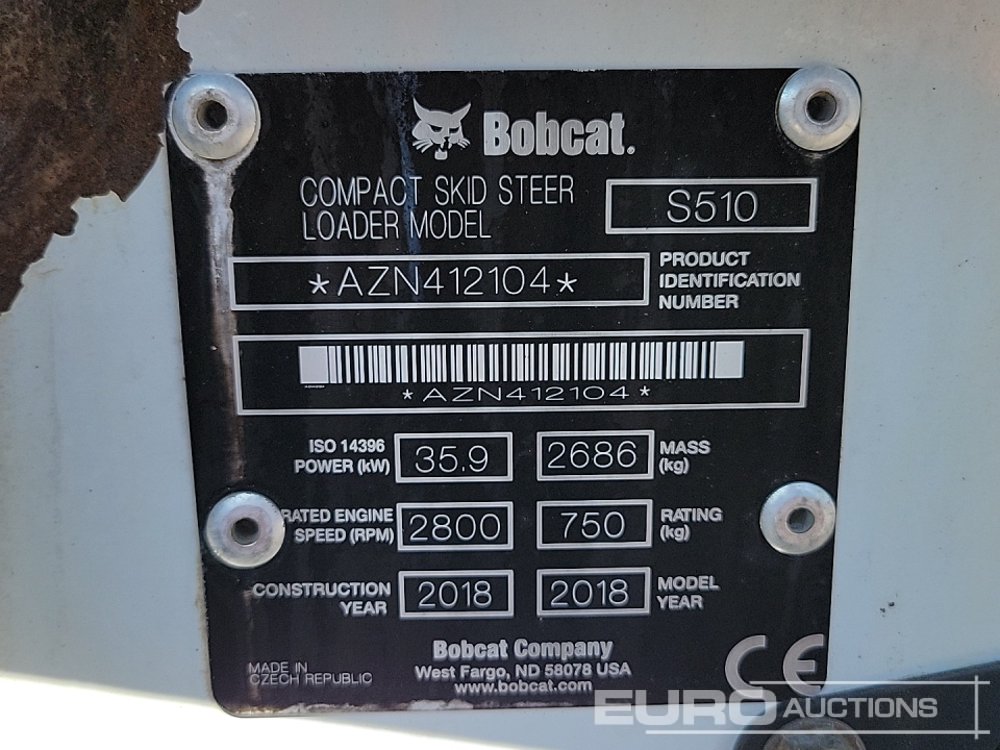 Bobcat.
COMPACT SKID STEER
LOADER MODEL
S510
*AZN412104*
PRODUCT
IDENTIFICATION
NUMBER
*AZN412104*
ISO 14396
POWER (kW)
35.9
2686
MASS
(kg)
RATED ENGINE
SPEED (RPM)
2800
750
RATING
(kg)
CONSTRUCTION
YEAR
2018
2018
MODEL
YEAR
Bobcat Company
West Fargo, ND 58078 USA
www.bobcat.com
MADE IN
CZECH REPUBLIC
CE
EURO AUCTIONS